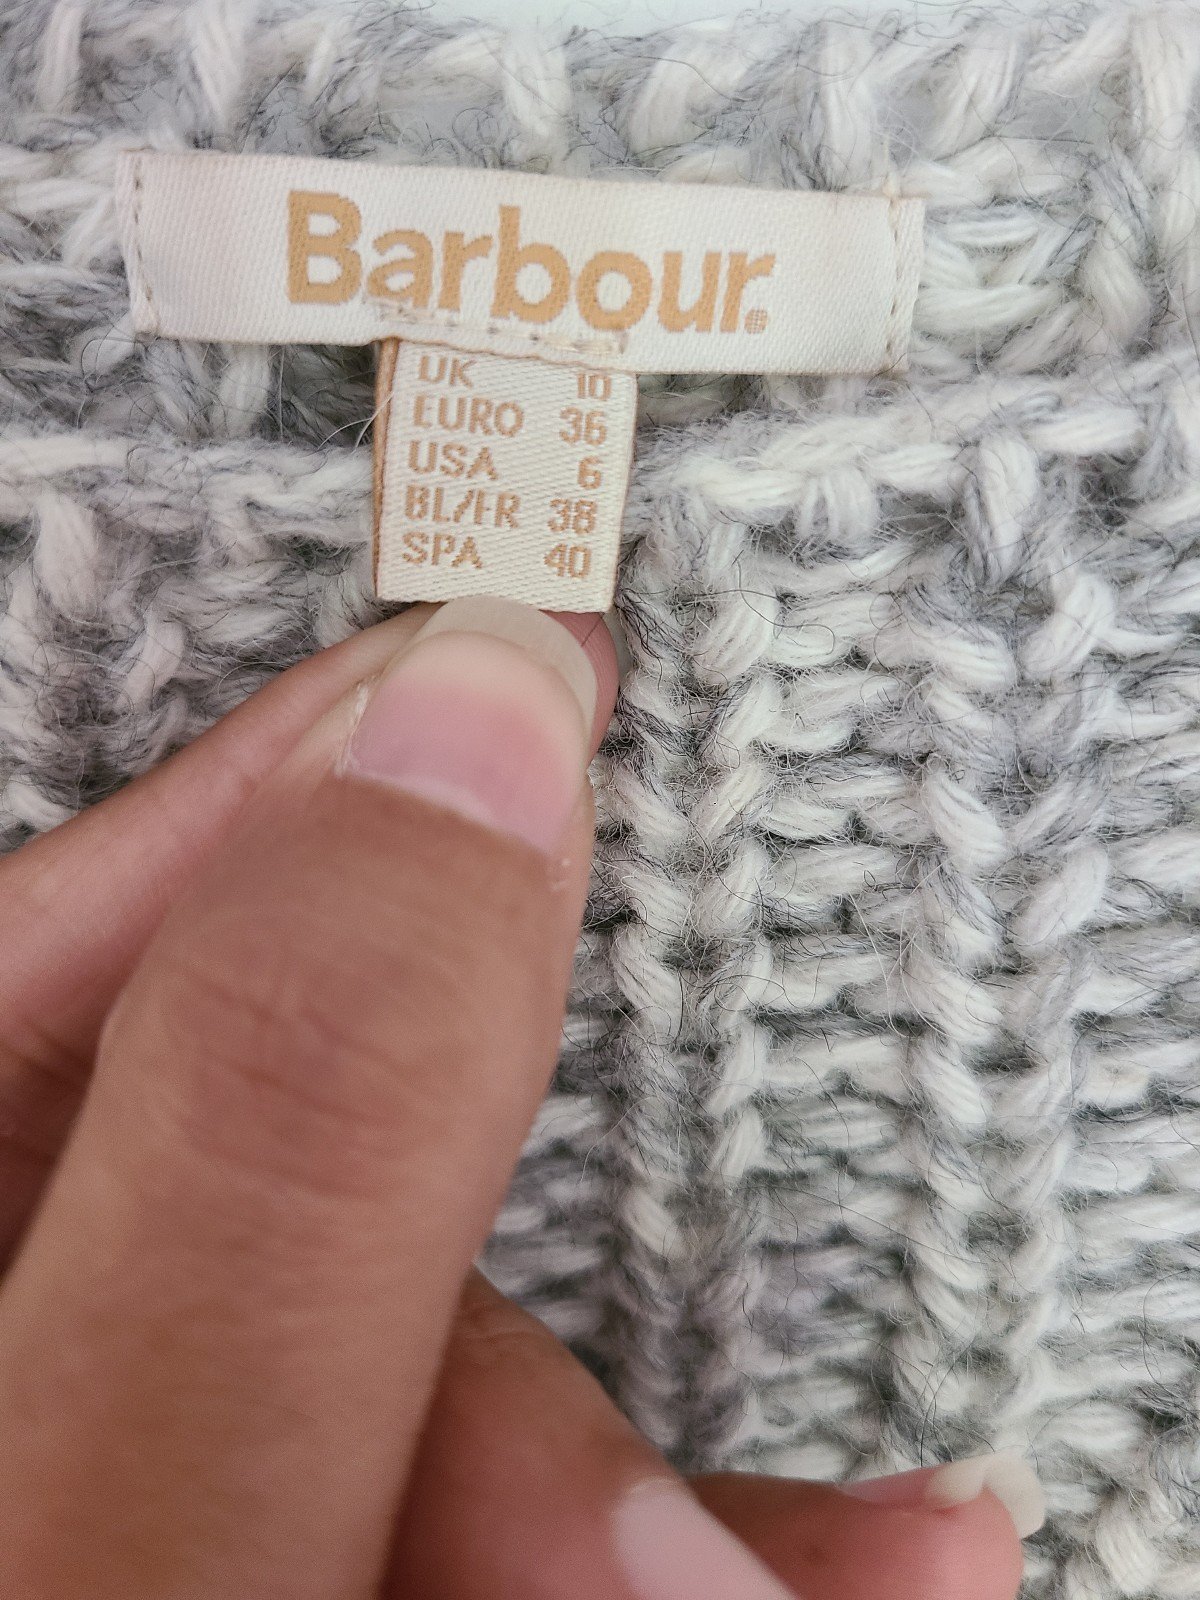 Barbour.
UK 10
EURO 36
USA 6
BL/FR 38
SPA 40